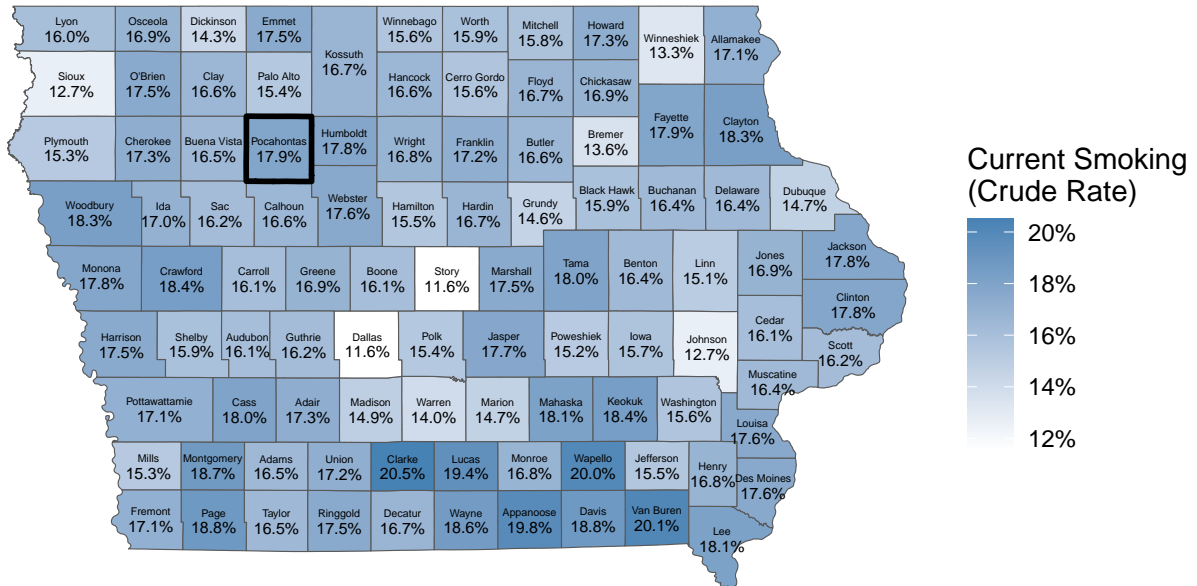 Lyon
16.0%
Osceola
16.9%
Dickinson
14.3%
Emmet
17.5%
Kossuth
16.7%
Winnebago
15.6%
Worth
15.9%
Mitchell
15.8%
Howard
17.3%
Winneshiek
13.3%
Allamakee
17.1%
Sioux
12.7%
O'Brien
17.5%
Clay
16.6%
Palo Alto
15.4%
Hancock
16.6%
Cerro Gordo
15.6%
Floyd
16.7%
Chickasaw
16.9%
Fayette
17.9%
Clayton
18.3%
Plymouth
15.3%
Cherokee
17.3%
Buena Vista
16.5%
Pocahontas
17.9%
Humboldt
17.8%
Wright
16.8%
Franklin
17.2%
Butler
16.6%
Bremer
13.6%
Woodbury
18.3%
Ida
17.0%
Sac
16.2%
Calhoun
16.6%
Webster
17.6%
Hamilton
15.5%
Hardin
16.7%
Grundy
14.6%
Black Hawk
15.9%
Buchanan
16.4%
Delaware
16.4%
Dubuque
14.7%
Monona
17.8%
Crawford
18.4%
Carroll
16.1%
Greene
16.9%
Boone
16.1%
Story
11.6%
Marshall
17.5%
Tama
18.0%
Benton
16.4%
Linn
15.1%
Jones
16.9%
Jackson
17.8%
Clinton
17.8%
Harrison
17.5%
Shelby
15.9%
Audubon
16.1%
Guthrie
16.2%
Dallas
11.6%
Polk
15.4%
Jasper
17.7%
Poweshiek
15.2%
Iowa
15.7%
Johnson
12.7%
Cedar
16.1%
Scott
16.2%
Muscatine
16.4%
Pottawattamie
17.1%
Cass
18.0%
Adair
17.3%
Madison
14.9%
Warren
14.0%
Marion
14.7%
Mahaska
18.1%
Keokuk
18.4%
Washington
15.6%
Louisa
17.6%
Mills
15.3%
Montgomery
18.7%
Adams
16.5%
Union
17.2%
Clarke
20.5%
Lucas
19.4%
Monroe
16.8%
Wapello
20.0%
Jefferson
15.5%
Henry
16.8%
Des Moines
17.6%
Fremont
17.1%
Page
18.8%
Taylor
16.5%
Ringgold
17.5%
Decatur
16.7%
Wayne
18.6%
Appanoose
19.8%
Davis
18.8%
Van Buren
20.1%
Lee
18.1%
Current Smoking
(Crude Rate)
20%
18%
16%
14%
12%